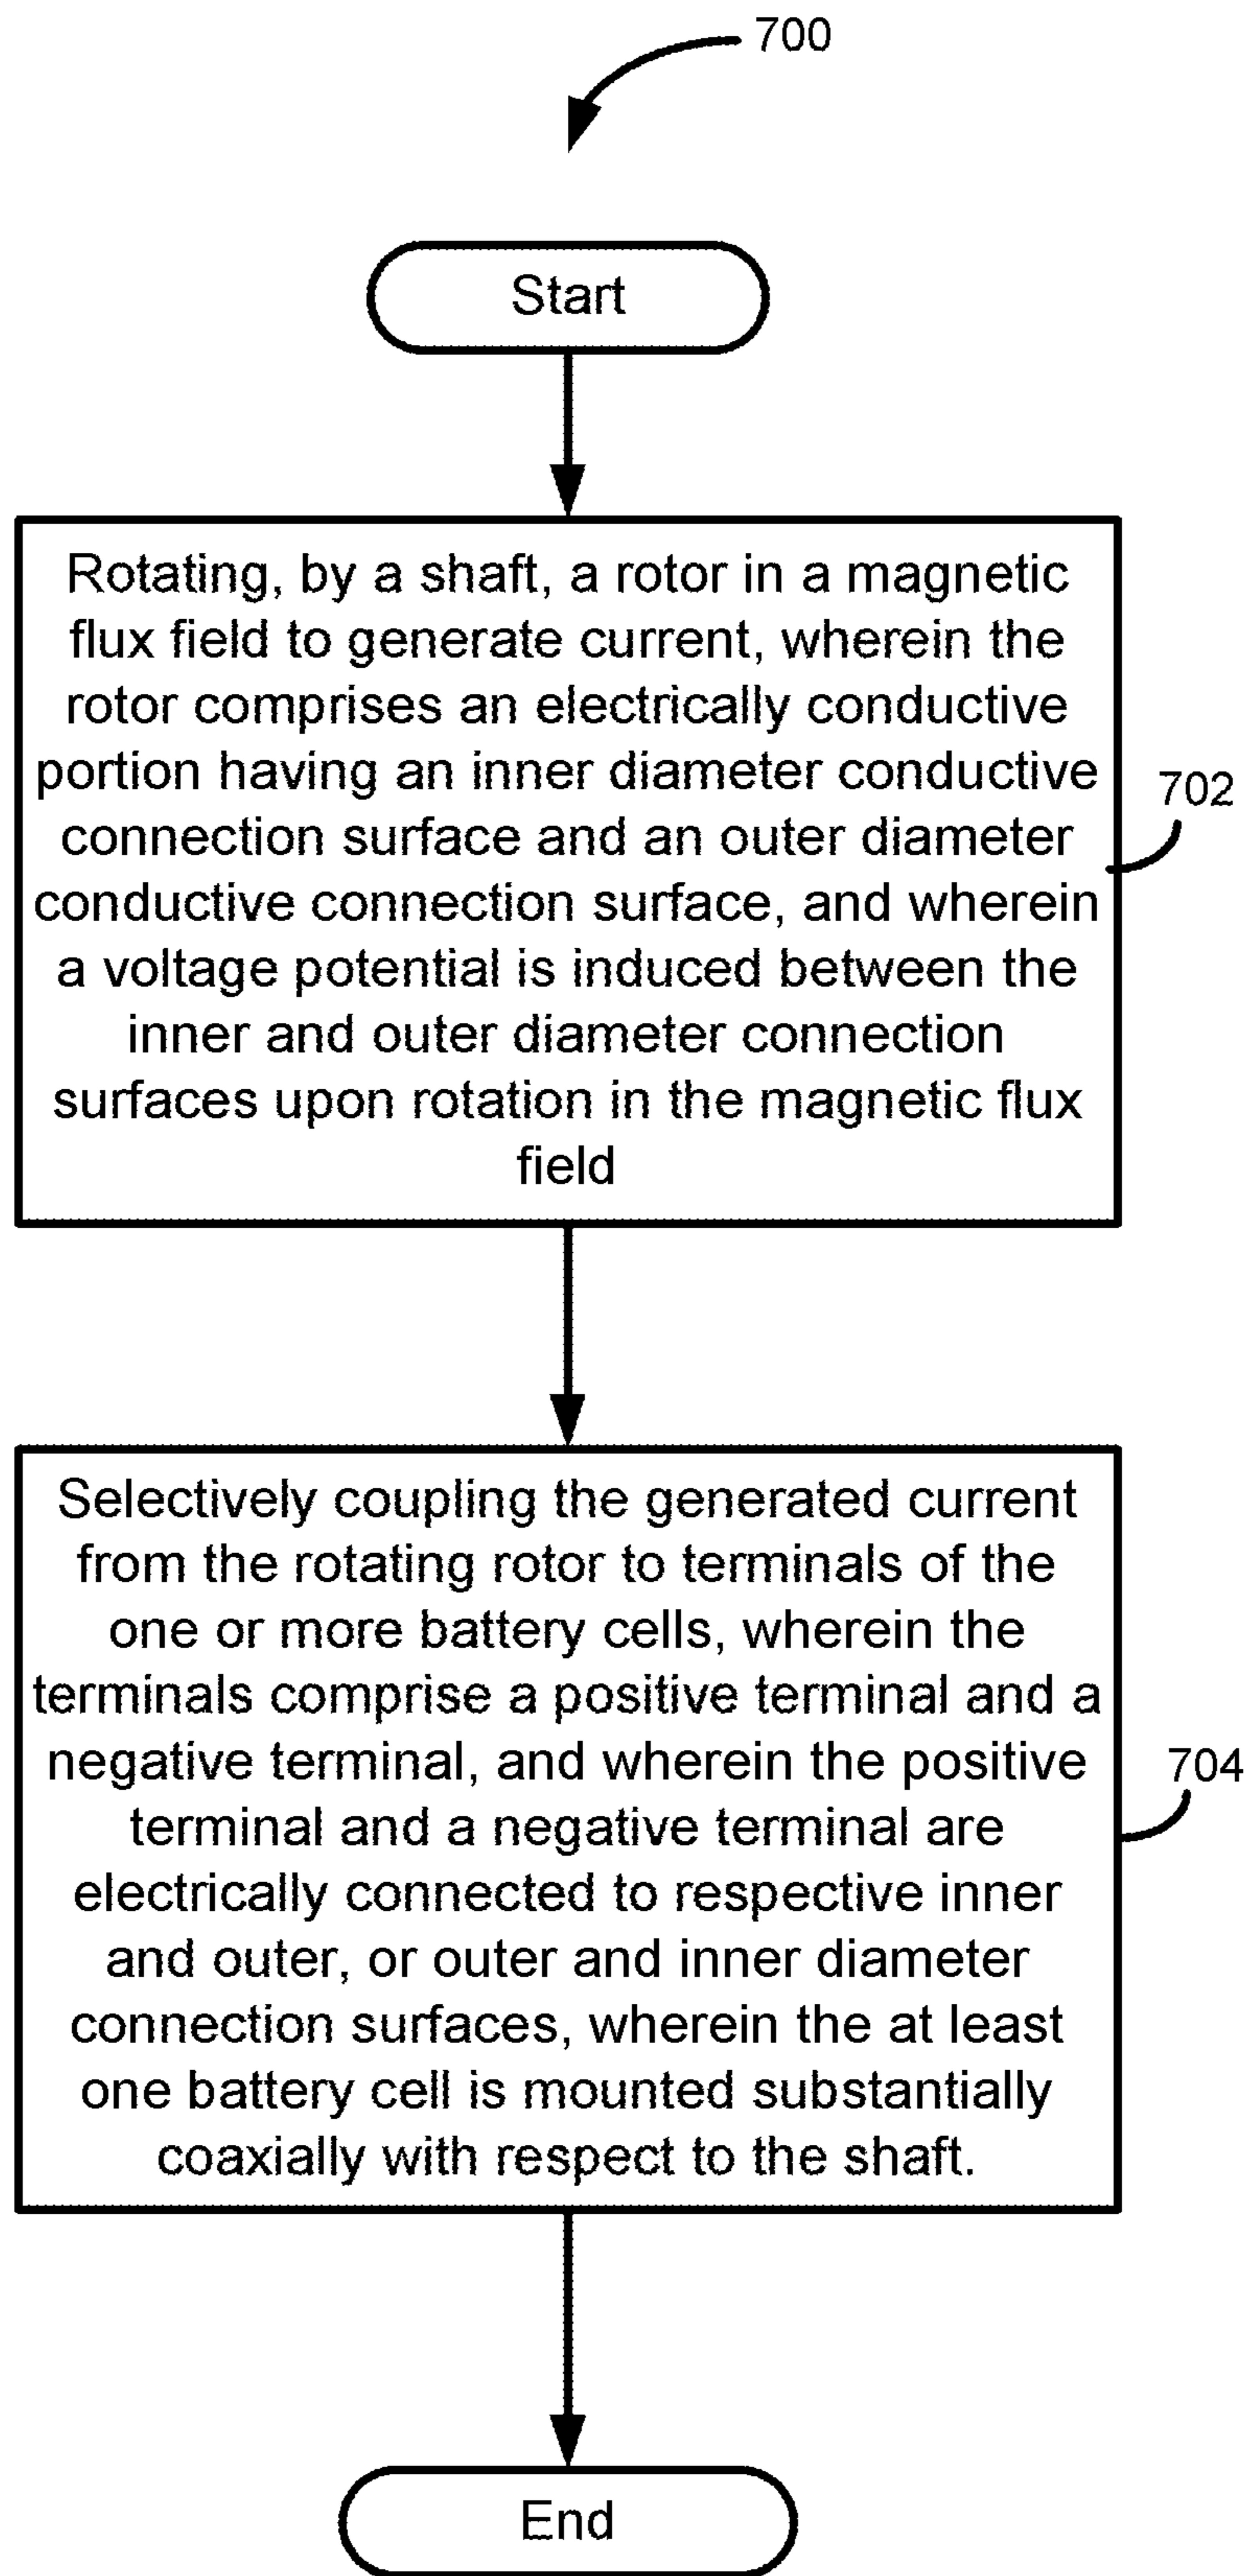 700
Start
Rotating, by a shaft, a rotor in a magnetic
flux field to generate current, wherein the
rotor comprises an electrically conductive
portion having an inner diameter conductive
connection surface and an outer diameter
conductive connection surface, and wherein
a voltage potential is induced between the
inner and outer diameter connection
surfaces upon rotation in the magnetic flux
field
702
Selectively coupling the generated current
from the rotating rotor to terminals of the
one or more battery cells, wherein the
terminals comprise a positive terminal and a
negative terminal, and wherein the positive
terminal and a negative terminal are
electrically connected to respective inner
and outer, or outer and inner diameter
connection surfaces, wherein the at least
one battery cell is mounted substantially
coaxially with respect to the shaft.
704
End